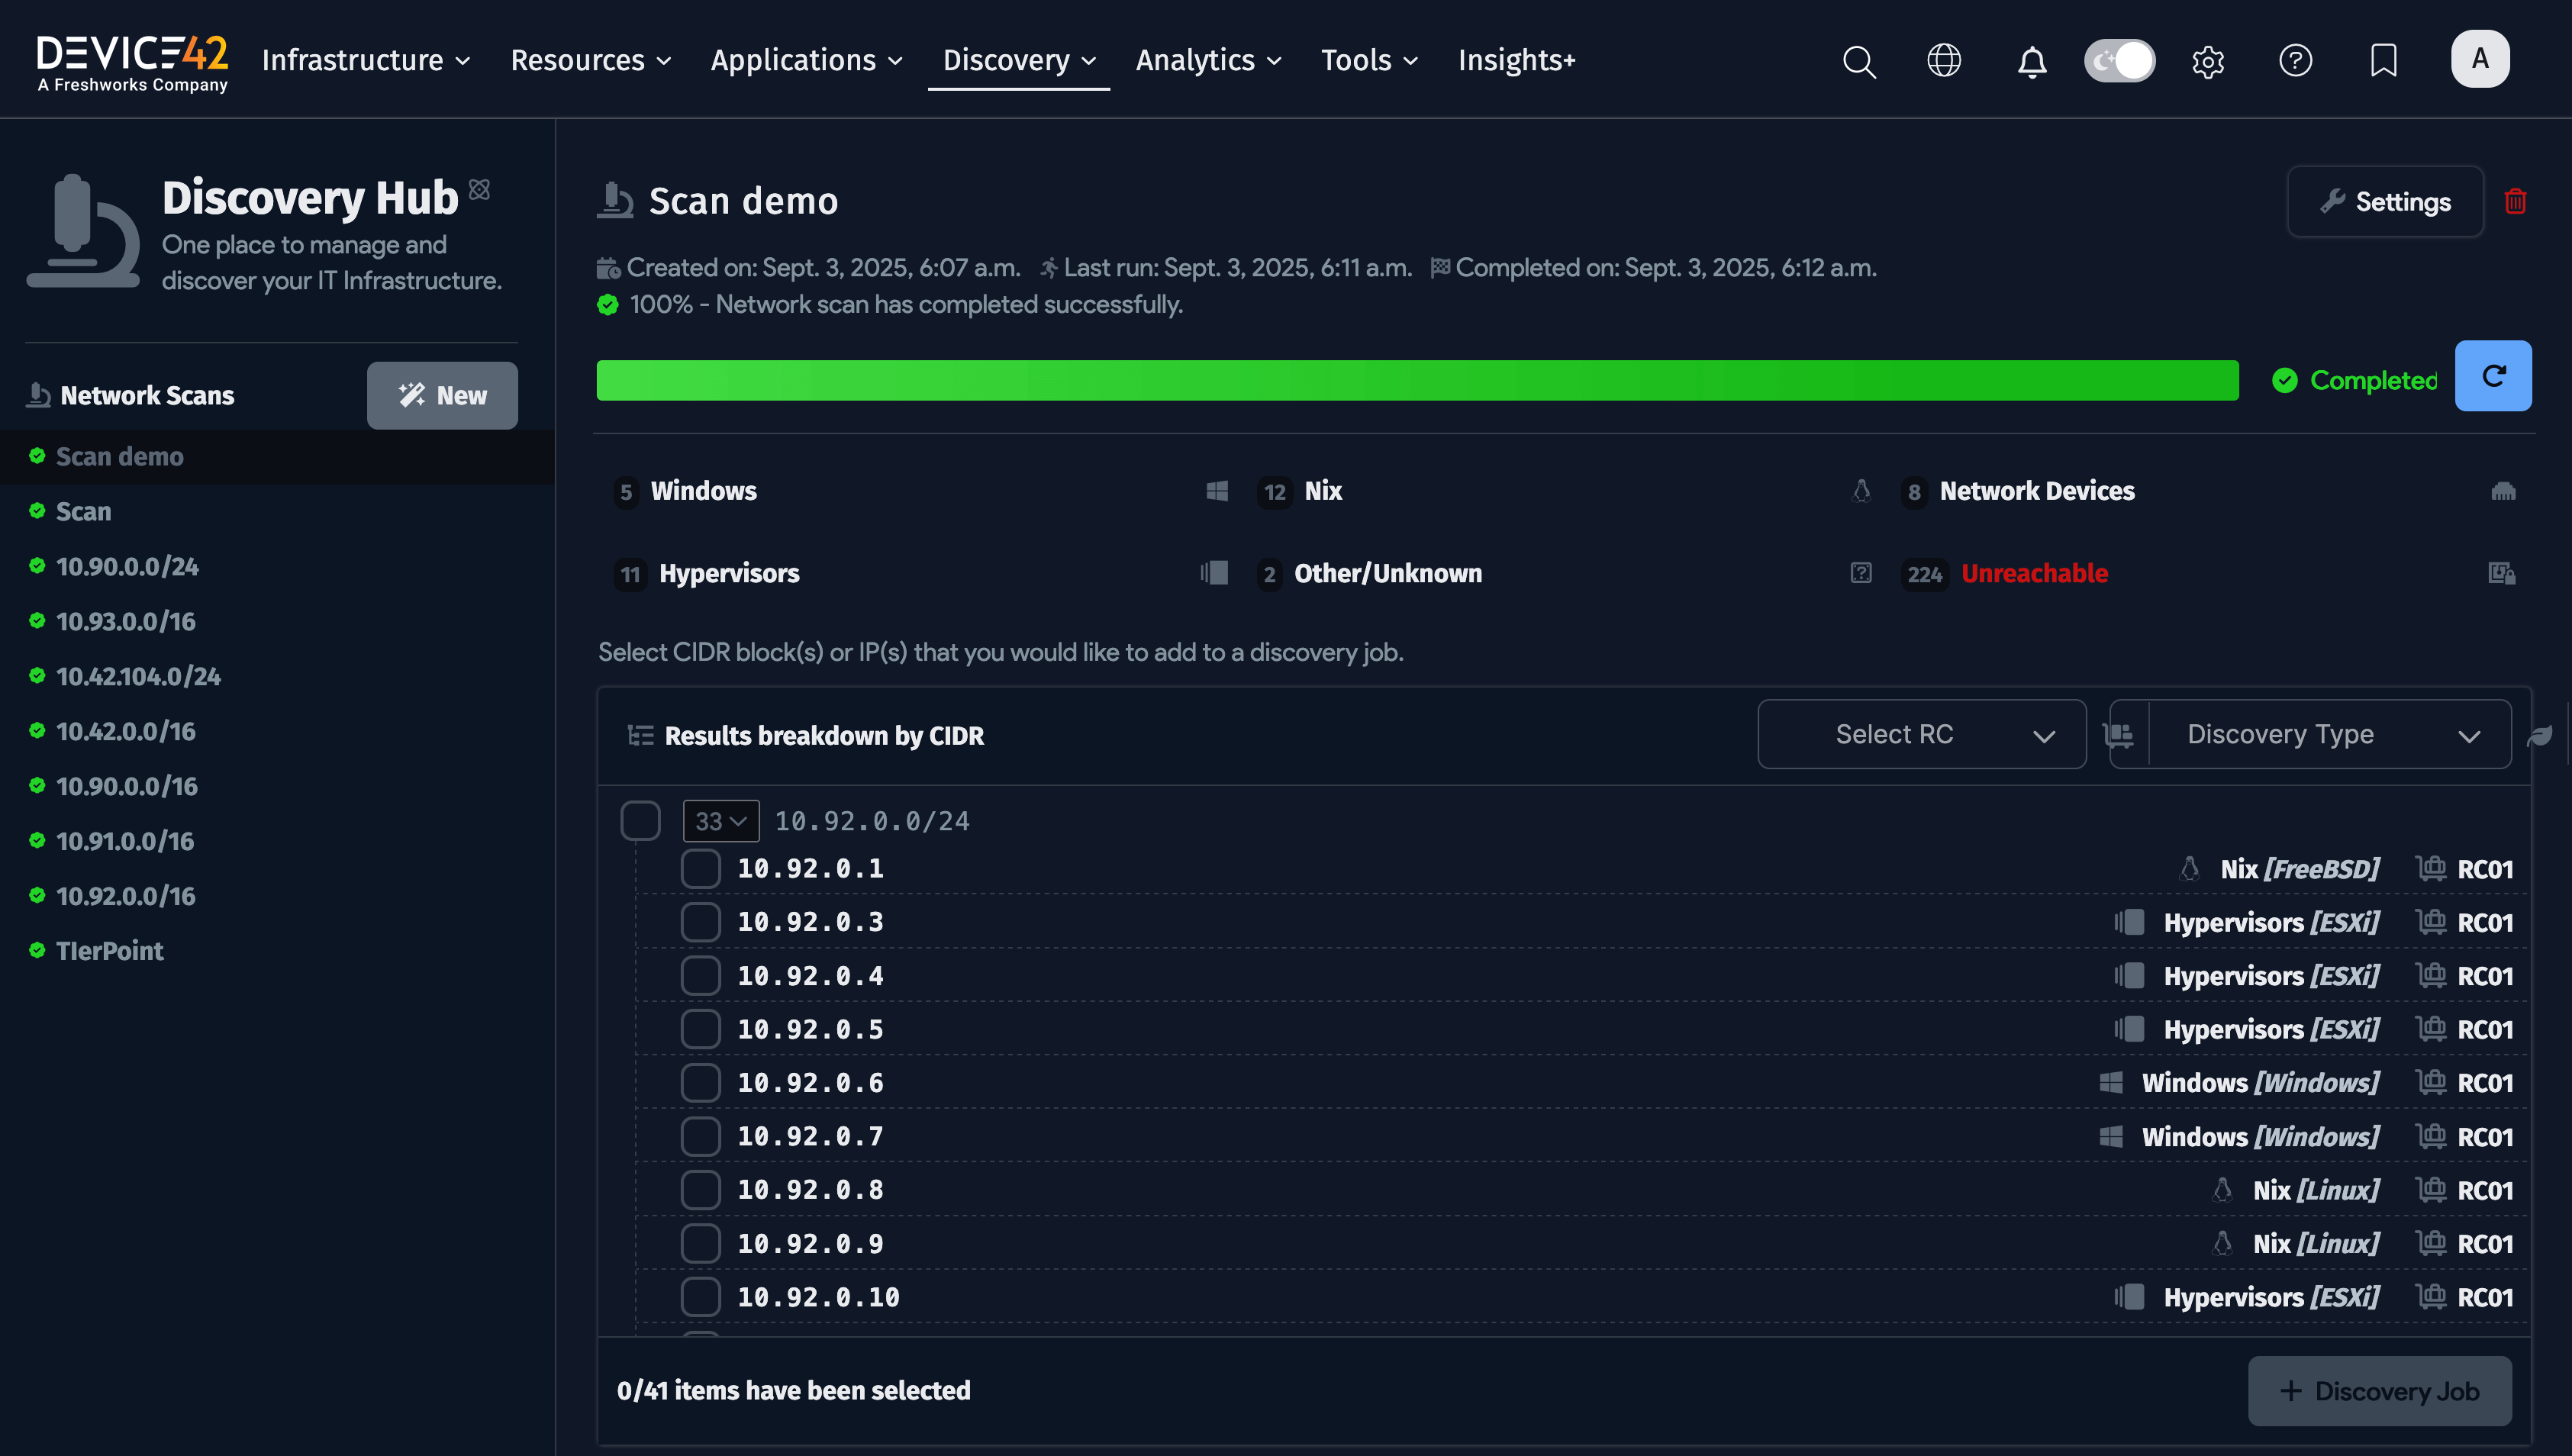 DEVICE42
A Freshworks Company
Infrastructure
Resources
Applications
Discovery
Analytics
Tools
Insights+
A
Discovery Hub
One place to manage and
discover your IT Infrastructure.
Network Scans
New
Scan demo
Scan
10.90.0.0/24
10.93.0.0/16
10.42.104.0/24
10.42.0.0/16
10.90.0.0/16
10.91.0.0/16
10.92.0.0/16
TIerPoint
Scan demo
Settings
Created on: Sept. 3, 2025, 6:07 a.m. Last run: Sept. 3, 2025, 6:11 a.m. Completed on: Sept. 3, 2025, 6:12 a.m.
100% - Network scan has completed successfully.
Completed
5 Windows
12 Nix
8 Network Devices
11 Hypervisors
2 Other/Unknown
224 Unreachable
Select CIDR block(s) or IP(s) that you would like to add to a discovery job.
Results breakdown by CIDR
Select RC
Discovery Type
33 10.92.0.0/24
10.92.0.1 Nix [FreeBSD] RC01
10.92.0.3 Hypervisors [ESXi] RC01
10.92.0.4 Hypervisors [ESXi] RC01
10.92.0.5 Hypervisors [ESXi] RC01
10.92.0.6 Windows [Windows] RC01
10.92.0.7 Windows [Windows] RC01
10.92.0.8 Nix [Linux] RC01
10.92.0.9 Nix [Linux] RC01
10.92.0.10 Hypervisors [ESXi] RC01
0/41 items have been selected
+ Discovery Job